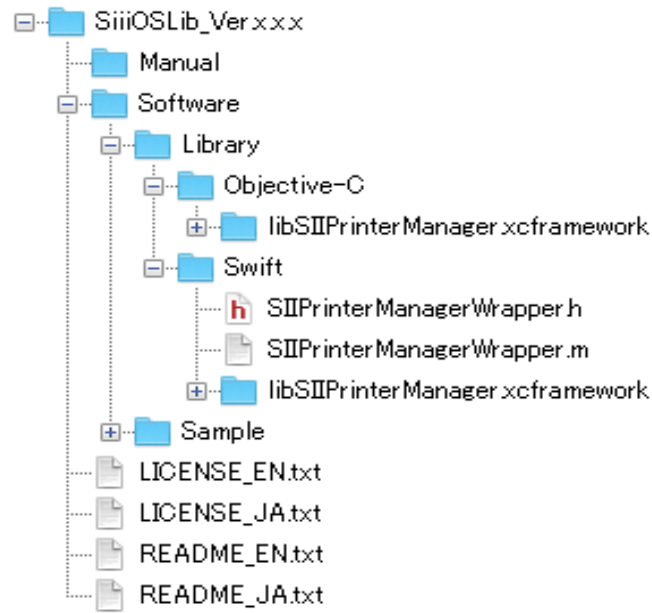 SiiiOSLib_Ver.x.x.x
Manual
Software
Library
Objective-C
libSIIPrinterManager.xcframework
Swift
h SIIPrinterManagerWrapper.h
SIIPrinterManagerWrapper.m
libSIIPrinterManager.xcframework
Sample
LICENSE_EN.txt
LICENSE_JA.txt
README_EN.txt
README_JA.txt